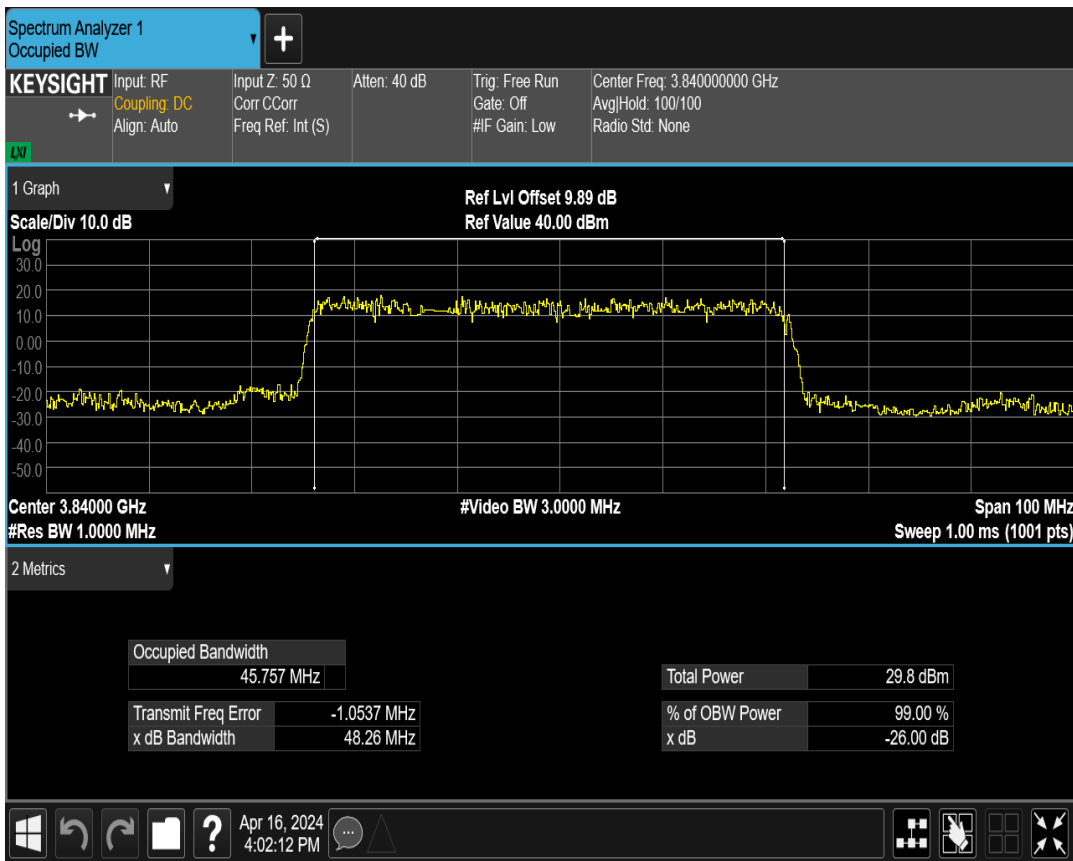 Spectrum Analyzer 1
Occupied BW
KEYSIGHT
LXI
Input: RF
Coupling: DC
Align: Auto
Input Z: 50 Ω
Corr CCorr
Freq Ref: Int (S)
Atten: 40 dB
Trig: Free Run
Gate: Off
#IF Gain: Low
Center Freq: 3.840000000 GHz
Avg|Hold: 100/100
Radio Std: None
1 Graph
Scale/Div 10.0 dB
Ref Lvl Offset 9.89 dB
Ref Value 40.00 dBm
Log
30.0
20.0
10.0
0.00
-10.0
-20.0
-30.0
-40.0
-50.0
Center 3.84000 GHz
#Res BW 1.0000 MHz
#Video BW 3.0000 MHz
Span 100 MHz
Sweep 1.00 ms (1001 pts)
2 Metrics
Occupied Bandwidth
45.757 MHz
Transmit Freq Error -1.0537 MHz
x dB Bandwidth 48.26 MHz
Total Power 29.8 dBm
% of OBW Power 99.00 %
x dB -26.00 dB
Apr 16, 2024
4:02:12 PM